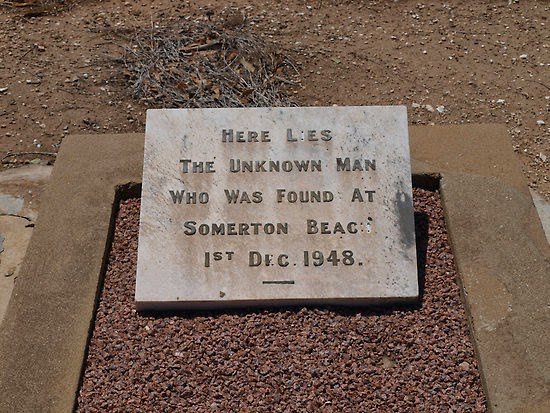 Here Lies
The Unknown Man
Who Was Found At
Somerton Beach
1st Dec. 1948.